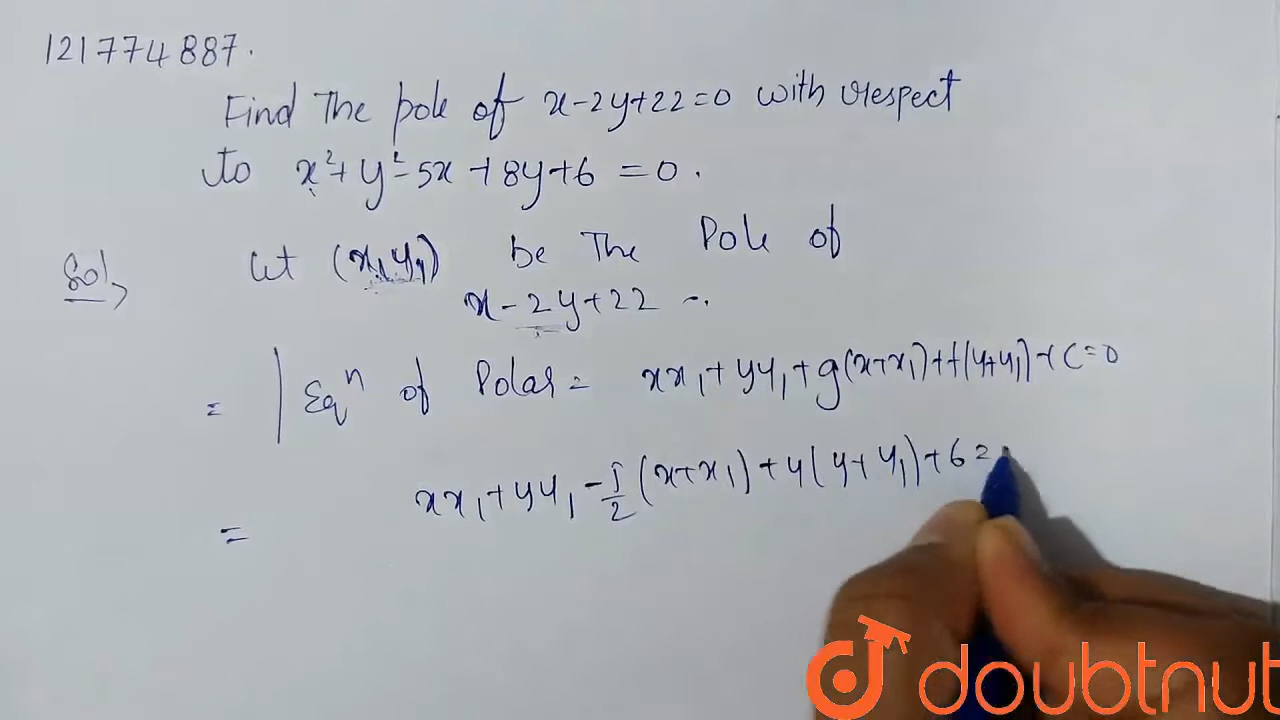 121774887.
Find The pole of x-2y+22=0 with respect
to x²+y²-5x+8y+6=0.
Sol, let (x₁y₁) be The Pole of
x-2y+22 -.
= | Eqⁿ of Polar = xx₁+yy₁+g(x+x₁)+f(y+y₁)+c=0
= xx₁+yy₁-5/2(x+x₁)+4(y+y₁)+6=
doubtnut